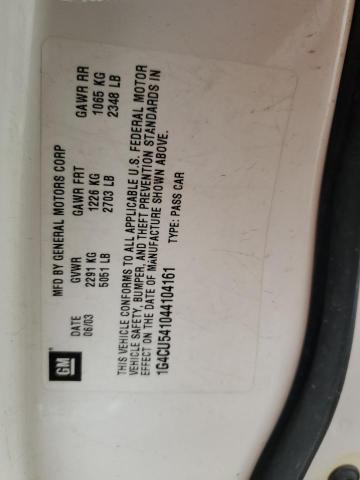 GM
MFD BY GENERAL MOTORS CORP
DATE GVWR GAWR FRT GAWR RR
06/03 2291 KG 1226 KG 1065 KG
5051 LB 2703 LB 2348 LB
THIS VEHICLE CONFORMS TO ALL APPLICABLE U.S. FEDERAL MOTOR
VEHICLE SAFETY, BUMPER, AND THEFT PREVENTION STANDARDS IN
EFFECT ON THE DATE OF MANUFACTURE SHOWN ABOVE.
1G4CU541044104161 TYPE: PASS CAR